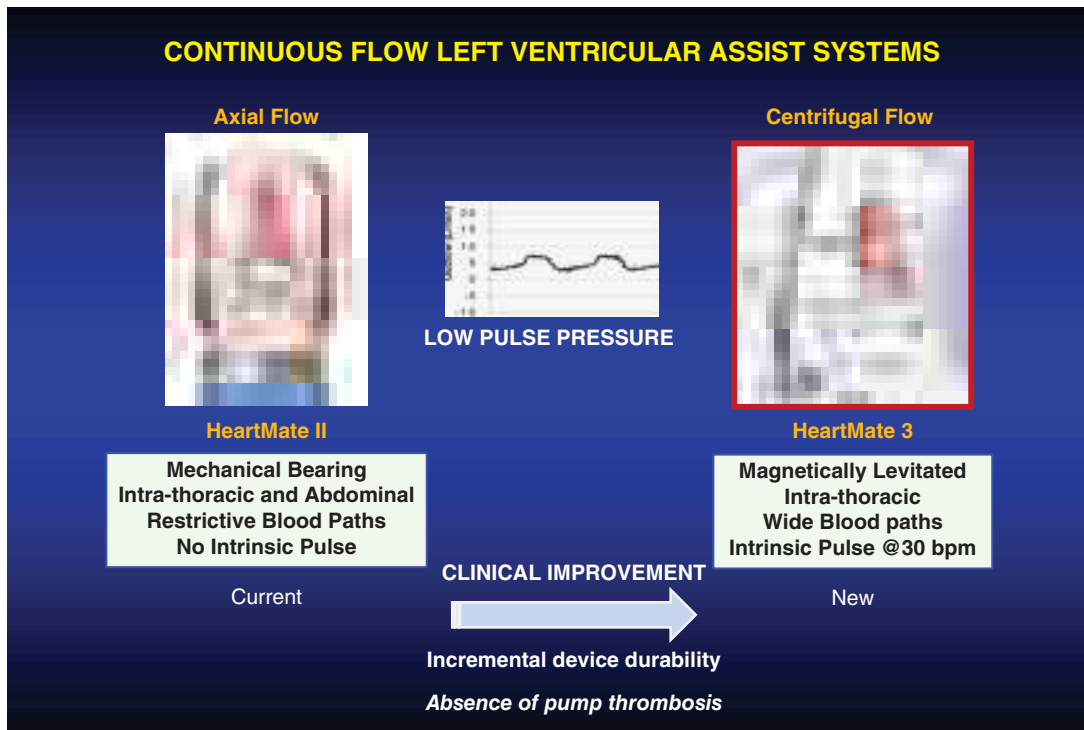 CONTINUOUS FLOW LEFT VENTRICULAR ASSIST SYSTEMS
Axial Flow
Centrifugal Flow
LOW PULSE PRESSURE
HeartMate II
HeartMate 3
Mechanical Bearing
Intra-thoracic and Abdominal
Restrictive Blood Paths
No Intrinsic Pulse
Magnetically Levitated
Intra-thoracic
Wide Blood paths
Intrinsic Pulse @30 bpm
Current
CLINICAL IMPROVEMENT
New
Incremental device durability
Absence of pump thrombosis